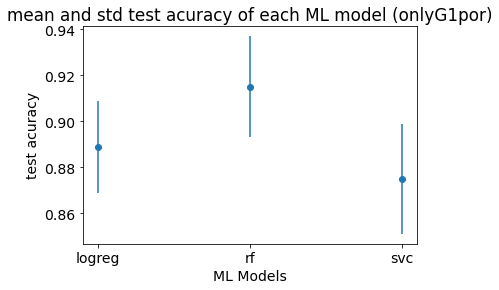 mean and std test acuracy of each ML model (onlyG1por)
0.94
0.92
0.90
0.88
0.86
test acuracy
logreg rf svc
ML Models